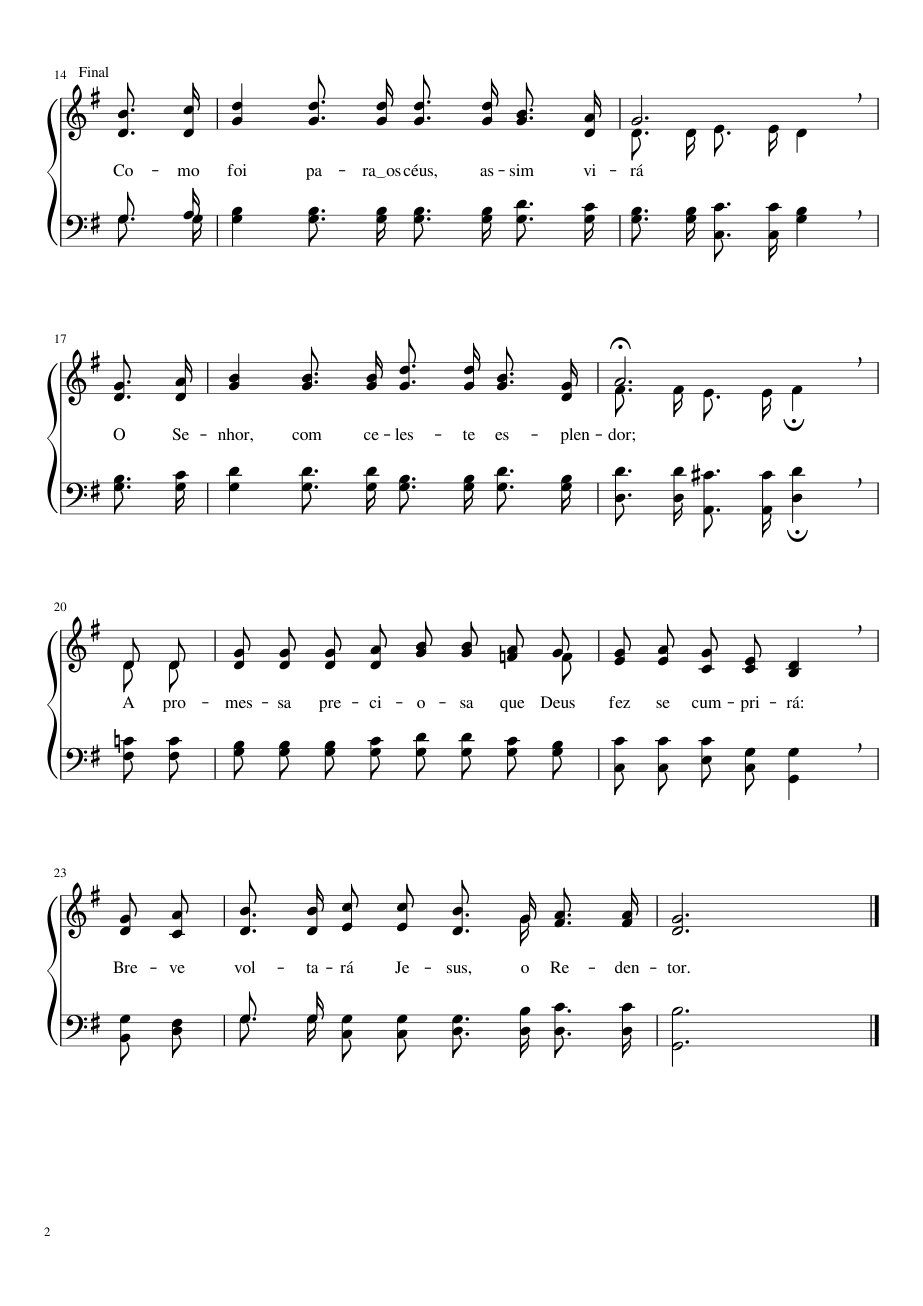 14 Final
Co - mo foi pa - ra_os céus, as - sim vi - rá
17
O Se - nhor, com ce - les - te es - plen - dor;
20
A pro - mes - sa pre - ci - o - sa que Deus fez se cum - pri - rá:
23
Bre - ve vol - ta - rá Je - sus, o Re - den - tor.
2